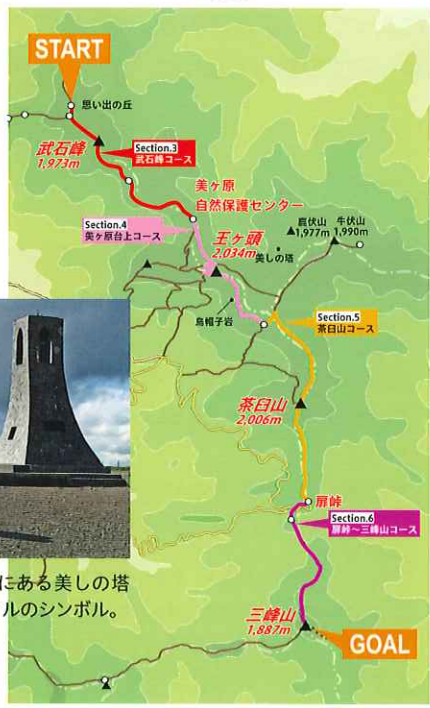 START
思い出の丘
武石峰
1,973m
Section.3
武石峰コース
美ヶ原
自然保護センター
Section.4
美ヶ原台上コース
王ヶ頭
2,034m
鹿伏山
1,977m
牛伏山
1,990m
美しの塔
烏帽子岩
Section.5
茶臼山コース
茶臼山
2,006m
扉峠
Section.6
扉峠〜三峰山コース
にある美しの塔
ルのシンボル。
三峰山
1,887m
GOAL